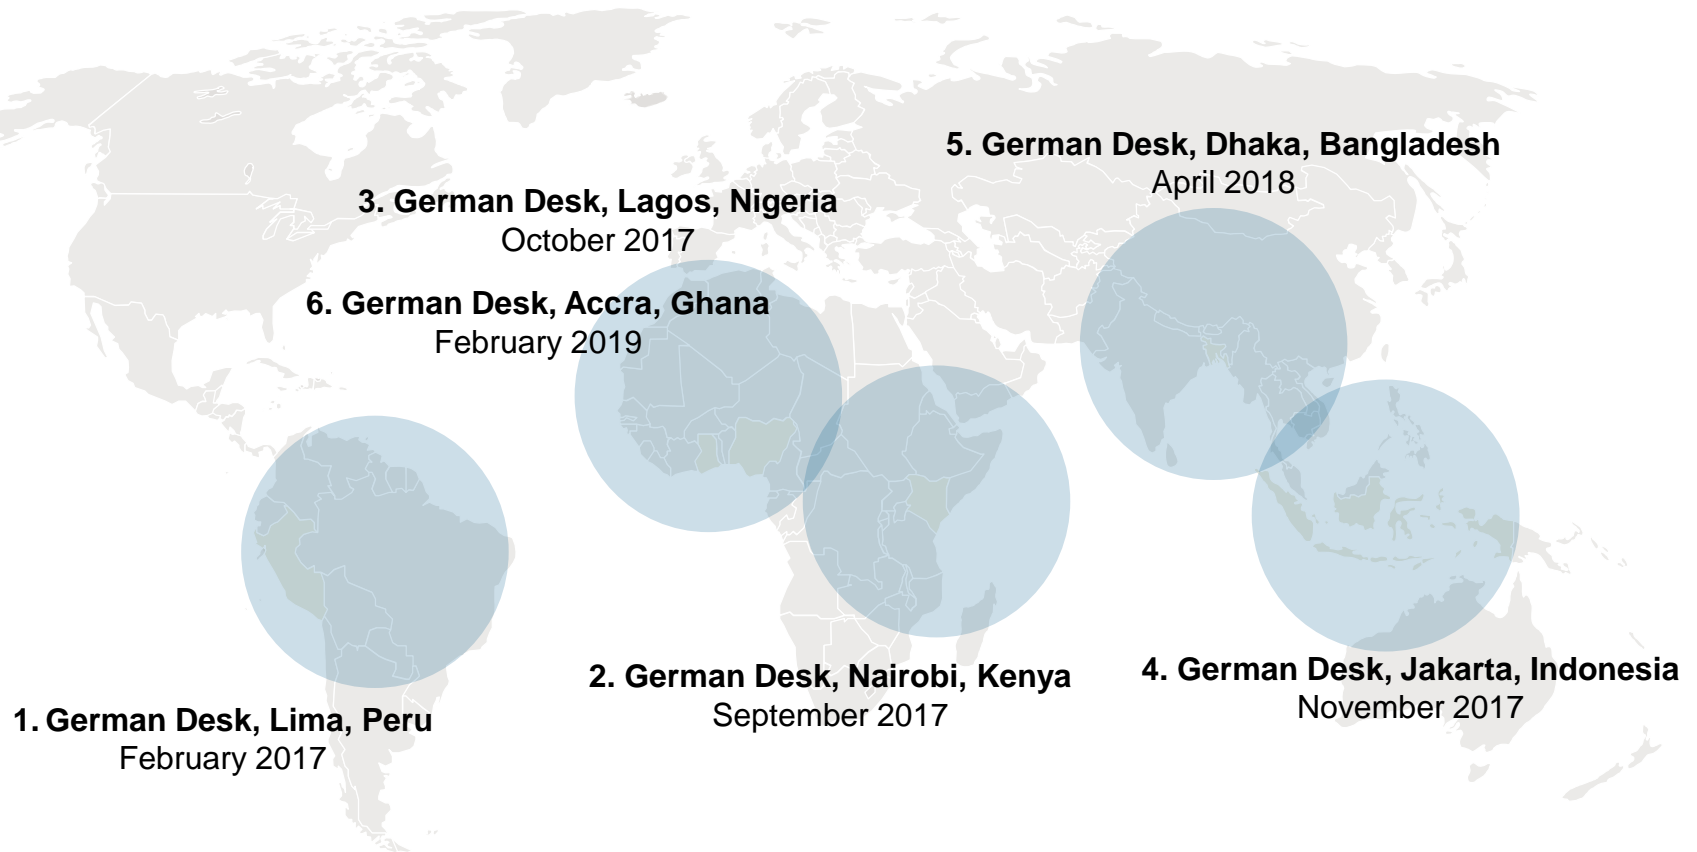 5. German Desk, Dhaka, Bangladesh
April 2018
3. German Desk, Lagos, Nigeria
October 2017
6. German Desk, Accra, Ghana
February 2019
2. German Desk, Nairobi, Kenya
September 2017
4. German Desk, Jakarta, Indonesia
November 2017
1. German Desk, Lima, Peru
February 2017